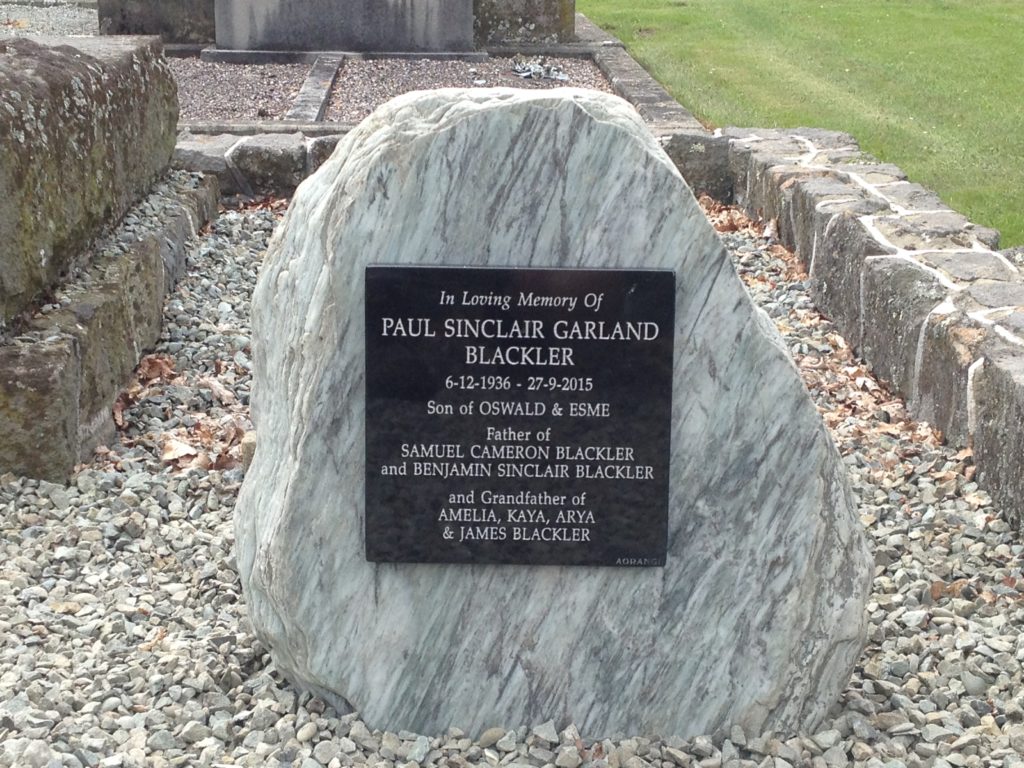 In Loving Memory Of
PAUL SINCLAIR GARLAND
BLACKLER
6-12-1936 - 27-9-2015
Son of OSWALD & ESME
Father of
SAMUEL CAMERON BLACKLER
and BENJAMIN SINCLAIR BLACKLER
and Grandfather of
AMELIA, KAYA, ARYA
& JAMES BLACKLER
AORANGI